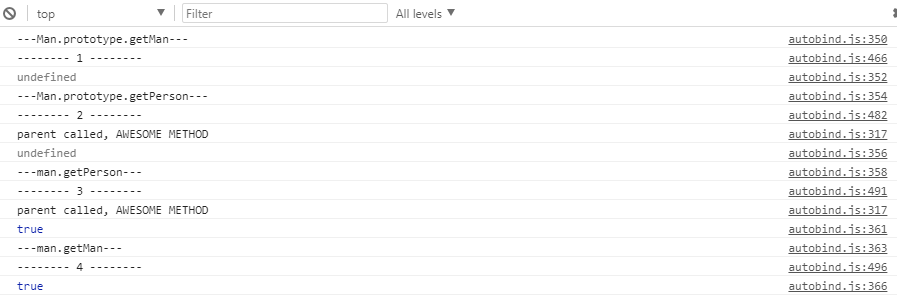 top Filter All levels
---Man.prototype.getMan--- autobind.js:350
-------- 1 -------- autobind.js:466
undefined autobind.js:352
---Man.prototype.getPerson--- autobind.js:354
-------- 2 -------- autobind.js:482
parent called, AWESOME METHOD autobind.js:317
undefined autobind.js:356
---man.getPerson--- autobind.js:358
-------- 3 -------- autobind.js:491
parent called, AWESOME METHOD autobind.js:317
true autobind.js:361
---man.getMan--- autobind.js:363
-------- 4 -------- autobind.js:496
true autobind.js:366